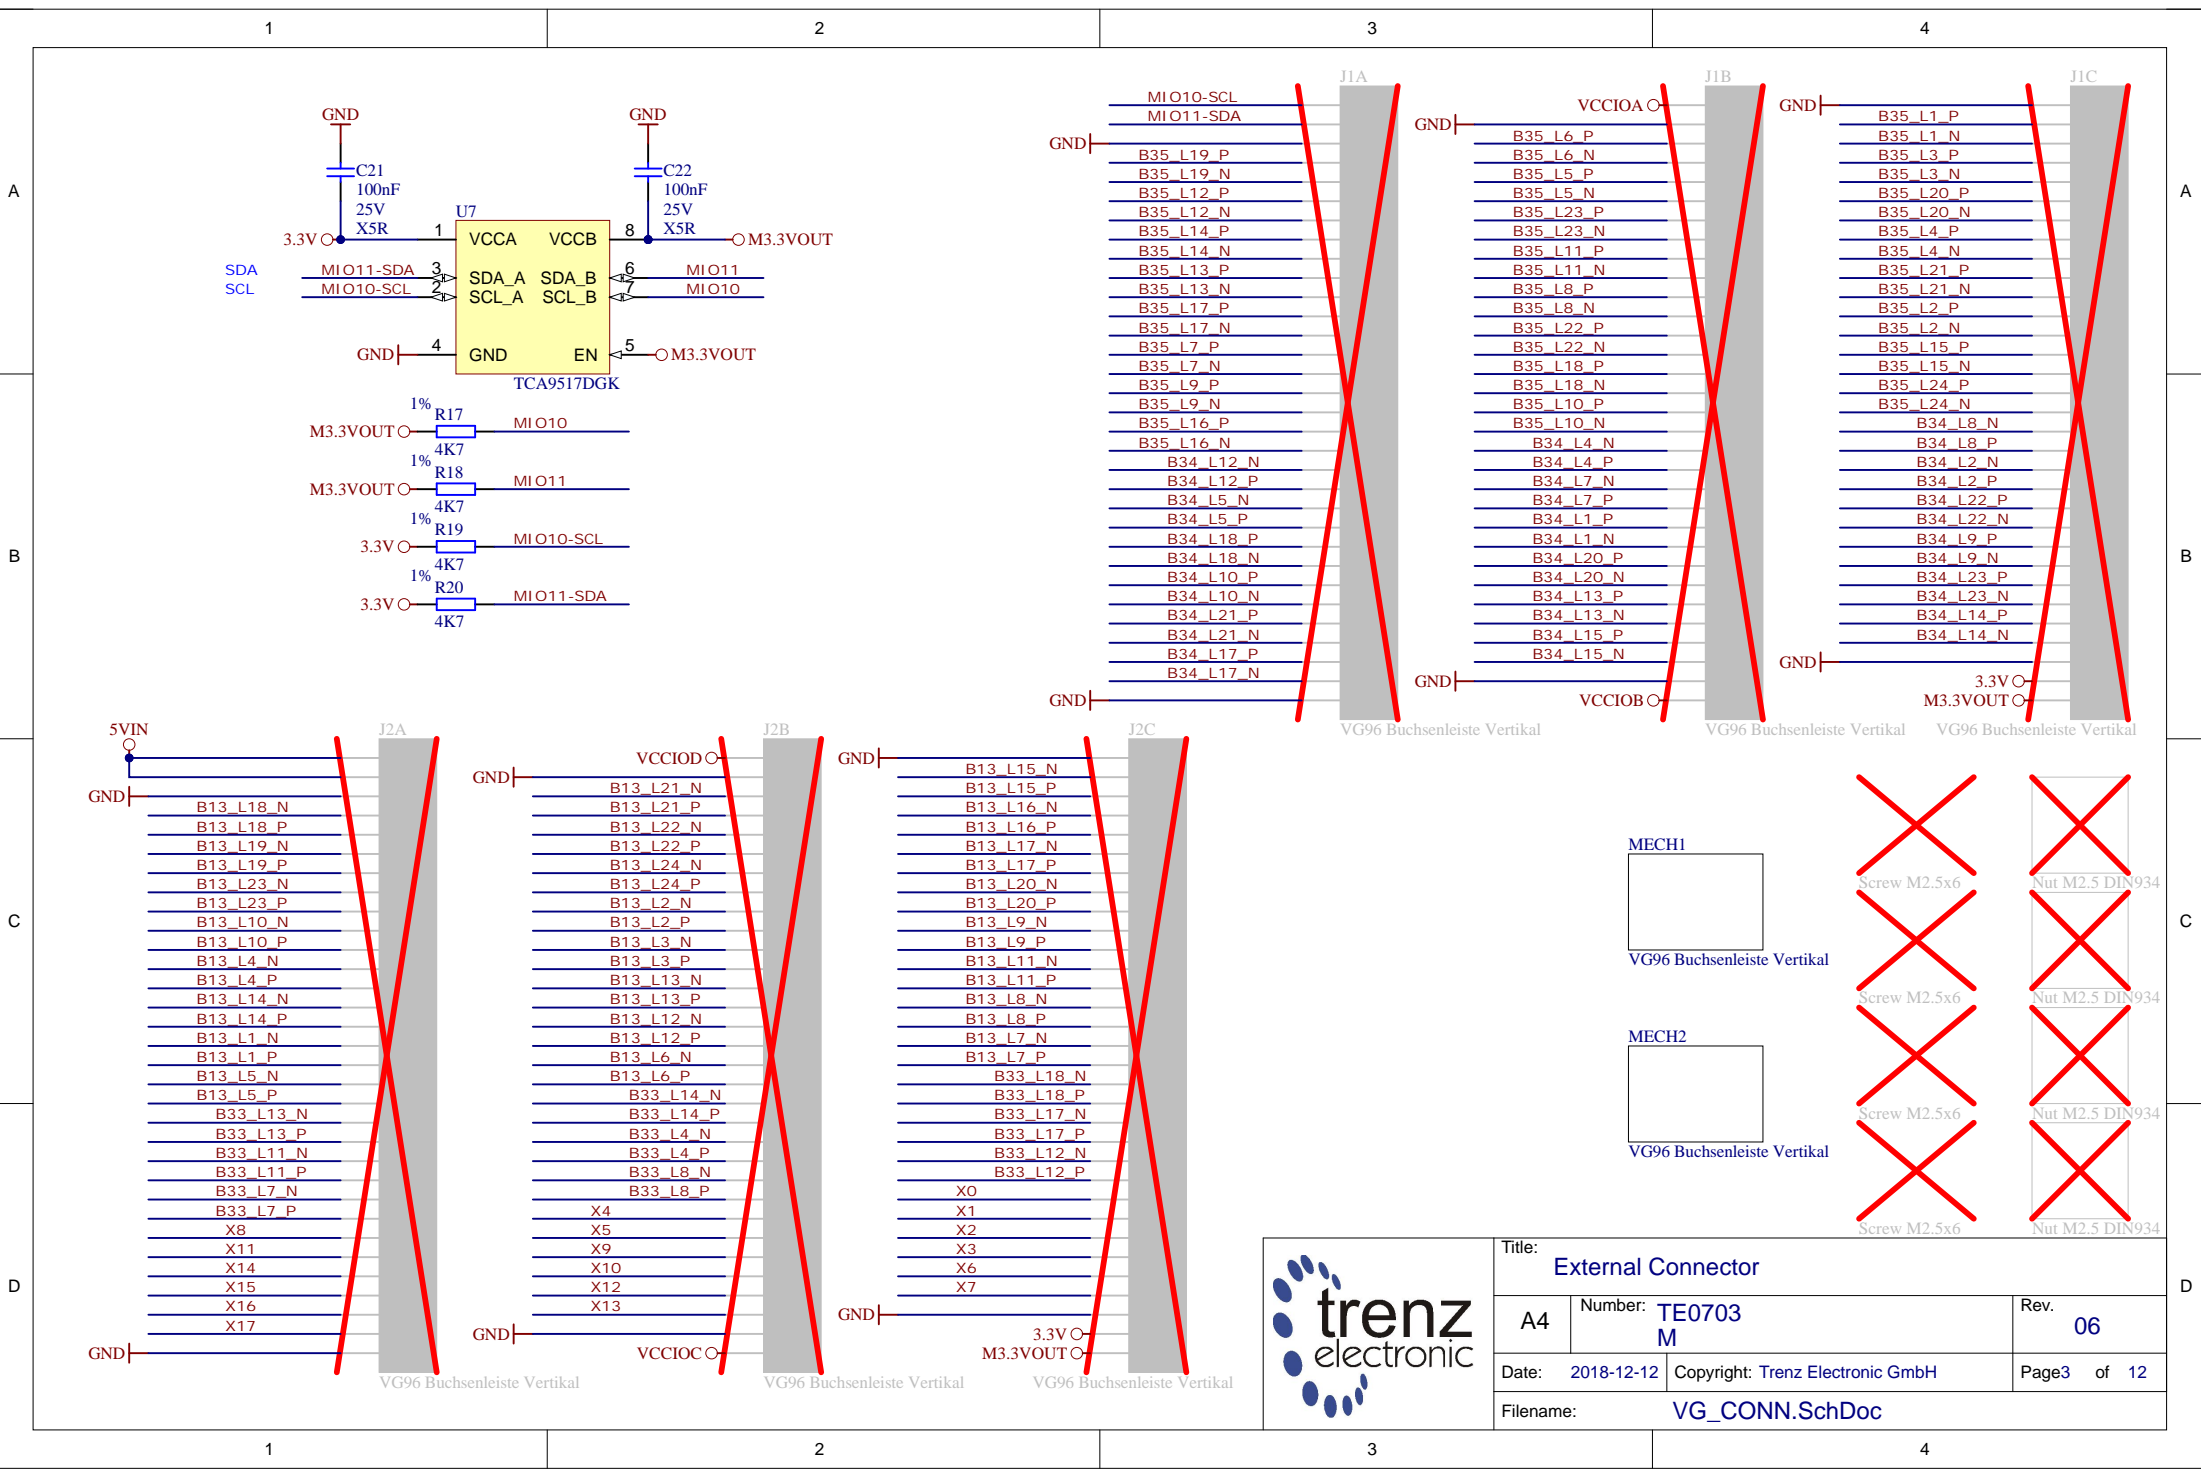 1
2
3
4
A
A
B
B
C
C
D
D
GND
C21
100nF
25V
X5R
GND
C22
100nF
25V
X5R
U7
3.3V
1
VCCA
VCCB
8
M3.3VOUT
SDA
MIO11-SDA
3
SDA_A
SDA_B
6
MIO11
SCL
MIO10-SCL
2
SCL_A
SCL_B
7
MIO10
GND
4
GND
EN
5
M3.3VOUT
TCA9517DGK
1%
R17
M3.3VOUT
MIO10
4K7
1%
R18
M3.3VOUT
MIO11
4K7
1%
R19
3.3V
MIO10-SCL
4K7
1%
R20
3.3V
MIO11-SDA
4K7
J1A
MIO10-SCL
MIO11-SDA
GND
B35_L19_P
B35_L19_N
B35_L12_P
B35_L12_N
B35_L14_P
B35_L14_N
B35_L13_P
B35_L13_N
B35_L17_P
B35_L17_N
B35_L7_P
B35_L7_N
B35_L9_P
B35_L9_N
B35_L16_P
B35_L16_N
B34_L12_N
B34_L12_P
B34_L5_N
B34_L5_P
B34_L18_P
B34_L18_N
B34_L10_P
B34_L10_N
B34_L21_P
B34_L21_N
B34_L17_P
B34_L17_N
GND
VG96 Buchsenleiste Vertikal
J1B
VCCIOA
GND
B35_L6_P
B35_L6_N
B35_L5_P
B35_L5_N
B35_L23_P
B35_L23_N
B35_L11_P
B35_L11_N
B35_L8_P
B35_L8_N
B35_L22_P
B35_L22_N
B35_L18_P
B35_L18_N
B35_L10_P
B35_L10_N
B34_L4_N
B34_L4_P
B34_L7_N
B34_L7_P
B34_L1_P
B34_L1_N
B34_L20_P
B34_L20_N
B34_L13_P
B34_L13_N
B34_L15_P
B34_L15_N
GND
VCCIOB
VG96 Buchsenleiste Vertikal
J1C
GND
B35_L1_P
B35_L1_N
B35_L3_P
B35_L3_N
B35_L20_P
B35_L20_N
B35_L4_P
B35_L4_N
B35_L21_P
B35_L21_N
B35_L2_P
B35_L2_N
B35_L15_P
B35_L15_N
B35_L24_P
B35_L24_N
B34_L8_N
B34_L8_P
B34_L2_N
B34_L2_P
B34_L22_P
B34_L22_N
B34_L9_P
B34_L9_N
B34_L23_P
B34_L23_N
B34_L14_P
B34_L14_N
GND
3.3V
M3.3VOUT
VG96 Buchsenleiste Vertikal
5VIN
J2A
GND
B13_L18_N
B13_L18_P
B13_L19_N
B13_L19_P
B13_L23_N
B13_L23_P
B13_L10_N
B13_L10_P
B13_L4_N
B13_L4_P
B13_L14_N
B13_L14_P
B13_L1_N
B13_L1_P
B13_L5_N
B13_L5_P
B33_L13_N
B33_L13_P
B33_L11_N
B33_L11_P
B33_L7_N
B33_L7_P
X8
X11
X14
X15
X16
X17
GND
VG96 Buchsenleiste Vertikal
J2B
VCCIOD
GND
B13_L21_N
B13_L21_P
B13_L22_N
B13_L22_P
B13_L24_N
B13_L24_P
B13_L2_N
B13_L2_P
B13_L3_N
B13_L3_P
B13_L13_N
B13_L13_P
B13_L12_N
B13_L12_P
B13_L6_N
B13_L6_P
B33_L14_N
B33_L14_P
B33_L4_N
B33_L4_P
B33_L8_N
B33_L8_P
X4
X5
X9
X10
X12
X13
GND
VCCIOC
VG96 Buchsenleiste Vertikal
J2C
GND
B13_L15_N
B13_L15_P
B13_L16_N
B13_L16_P
B13_L17_N
B13_L17_P
B13_L20_N
B13_L20_P
B13_L9_N
B13_L9_P
B13_L11_N
B13_L11_P
B13_L8_N
B13_L8_P
B13_L7_N
B13_L7_P
B33_L18_N
B33_L18_P
B33_L17_N
B33_L17_P
B33_L12_N
B33_L12_P
X0
X1
X2
X3
X6
X7
GND
3.3V
M3.3VOUT
VG96 Buchsenleiste Vertikal
MECH1
VG96 Buchsenleiste Vertikal
MECH2
VG96 Buchsenleiste Vertikal
Screw M2.5x6
Nut M2.5 DIN934
Screw M2.5x6
Nut M2.5 DIN934
Screw M2.5x6
Nut M2.5 DIN934
Screw M2.5x6
Nut M2.5 DIN934
trenz
electronic
Title:
External Connector
A4
Number: TE0703
M
Rev.
06
Date: 2018-12-12
Copyright: Trenz Electronic GmbH
Page3 of 12
Filename: VG_CONN.SchDoc
1
2
3
4